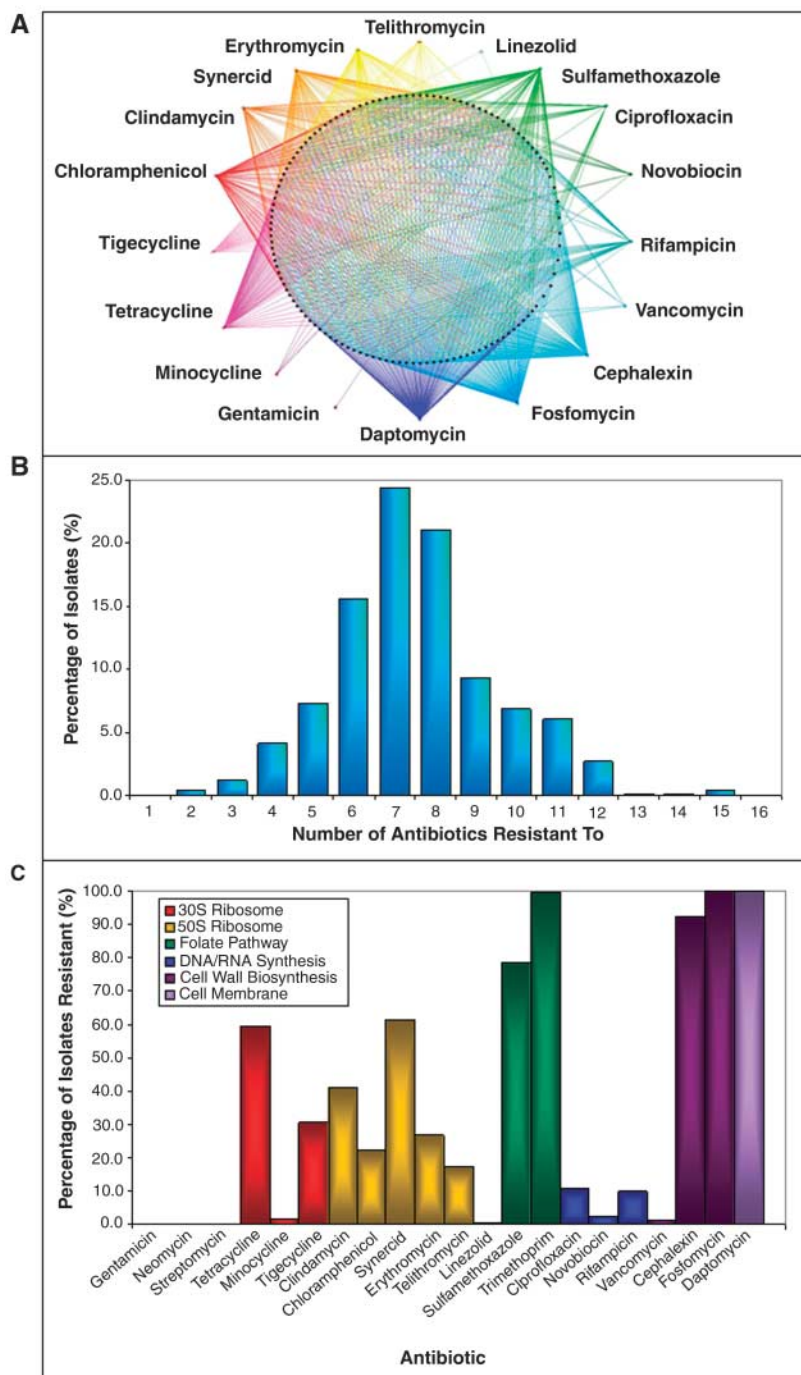 A
Telithromycin
Erythromycin
Linezolid
Synercid
Sulfamethoxazole
Clindamycin
Ciprofloxacin
Chloramphenicol
Novobiocin
Tigecycline
Rifampicin
Tetracycline
Vancomycin
Minocycline
Cephalexin
Gentamicin
Fosfomycin
Daptomycin
B
Percentage of Isolates (%)
25.0
20.0
15.0
10.0
5.0
0.0
1 2 3 4 5 6 7 8 9 10 11 12 13 14 15 16
Number of Antibiotics Resistant To
C
Percentage of Isolates Resistant (%)
100.0
90.0
80.0
70.0
60.0
50.0
40.0
30.0
20.0
10.0
0.0
30S Ribosome
50S Ribosome
Folate Pathway
DNA/RNA Synthesis
Cell Wall Biosynthesis
Cell Membrane
Gentamicin
Neomycin
Streptomycin
Tetracycline
Minocycline
Tigecycline
Clindamycin
Chloramphenicol
Synercid
Erythromycin
Telithromycin
Linezolid
Sulfamethoxazole
Trimethoprim
Ciprofloxacin
Novobiocin
Rifampicin
Vancomycin
Cephalexin
Fosfomycin
Daptomycin
Antibiotic